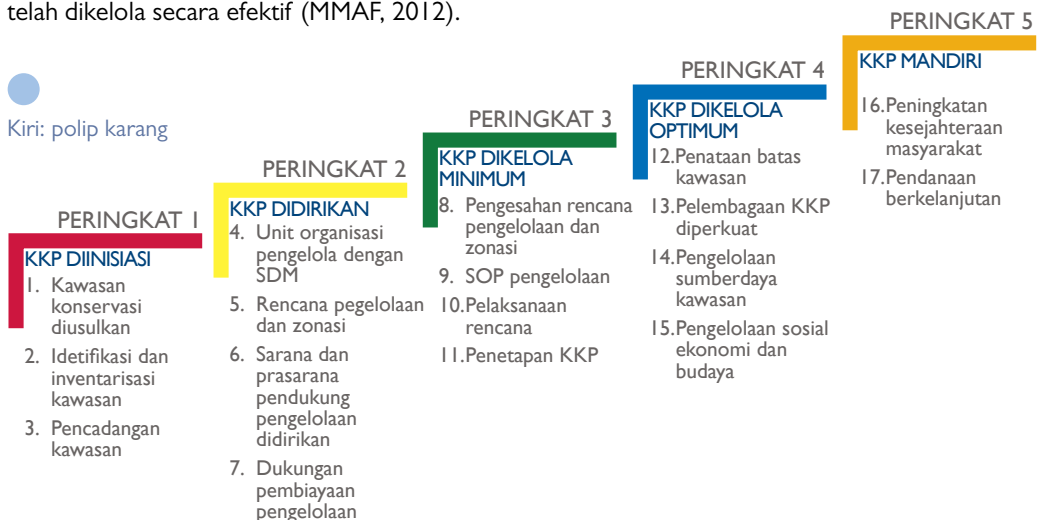 telah dikelola secara efektif (MMAF, 2012).
Kiri: polip karang
PERINGKAT 1
KKP DIINISIASI
1. Kawasan
konservasi
diusulkan
2. Idetifikasi dan
inventarisasi
kawasan
3. Pencadangan
kawasan
PERINGKAT 2
KKP DIDIRIKAN
4. Unit organisasi
pengelola dengan
SDM
5. Rencana pegelolaan
dan zonasi
6. Sarana dan
prasarana
pendukung
pengelolaan
didirikan
7. Dukungan
pembiayaan
pengelolaan
PERINGKAT 3
KKP DIKELOLA
MINIMUM
8. Pengesahan rencana
pengelolaan dan
zonasi
9. SOP pengelolaan
10.Pelaksanaan
rencana
11.Penetapan KKP
PERINGKAT 4
KKP DIKELOLA
OPTIMUM
12.Penataan batas
kawasan
13.Pelembagaan KKP
diperkuat
14.Pengelolaan
sumberdaya
kawasan
15.Pengelolaan sosial
ekonomi dan
budaya
PERINGKAT 5
KKP MANDIRI
16.Peningkatan
kesejahteraan
masyarakat
17.Pendanaan
berkelanjutan